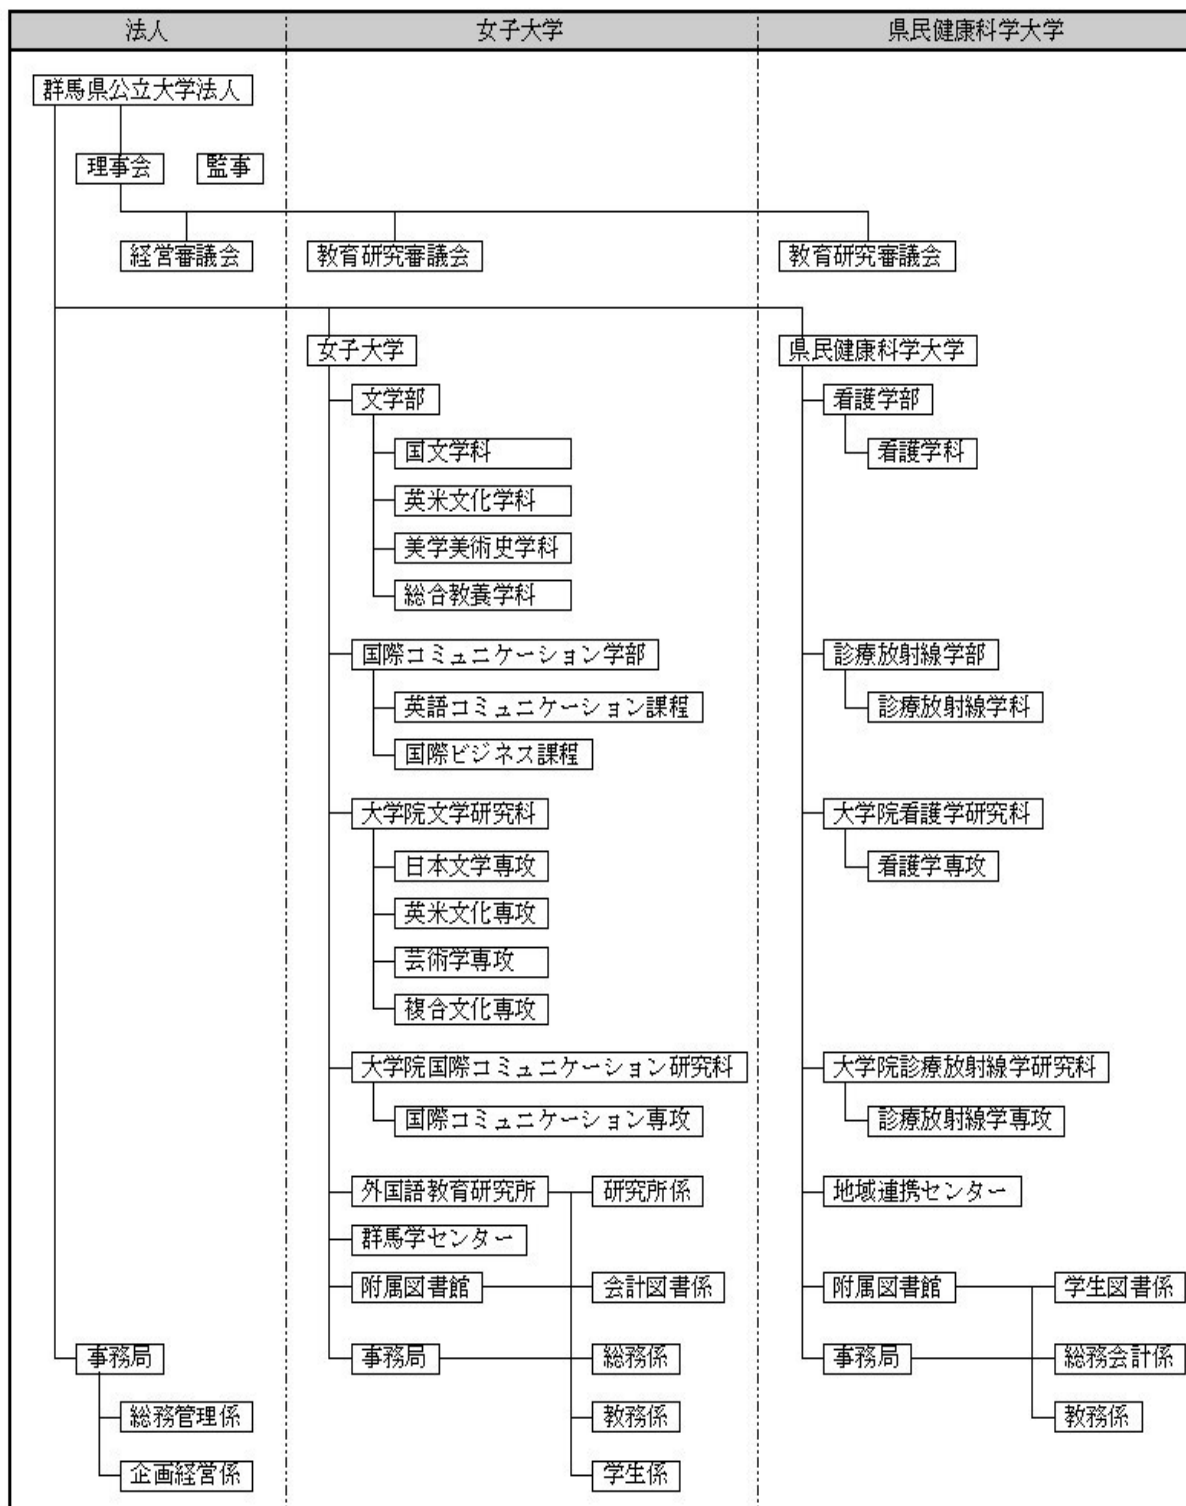 法人 女子大学 県民健康科学大学
群馬県公立大学法人
理事会 監事
経営審議会 教育研究審議会 教育研究審議会
女子大学 県民健康科学大学
文学部 看護学部
国文学科 看護学科
英米文化学科
美学美術史学科
総合教養学科
国際コミュニケーション学部 診療放射線学部
英語コミュニケーション課程 診療放射線学科
国際ビジネス課程
大学院文学研究科 大学院看護学研究科
日本文学専攻 看護学専攻
英米文化専攻
芸術学専攻
複合文化専攻
大学院国際コミュニケーション研究科 大学院診療放射線学研究科
国際コミュニケーション専攻 診療放射線学専攻
外国語教育研究所 研究所係 地域連携センター
群馬学センター
附属図書館 会計図書係 附属図書館 学生図書係
事務局 事務局 総務係 事務局 総務会計係
総務管理係 教務係 教務係
企画経営係 学生係